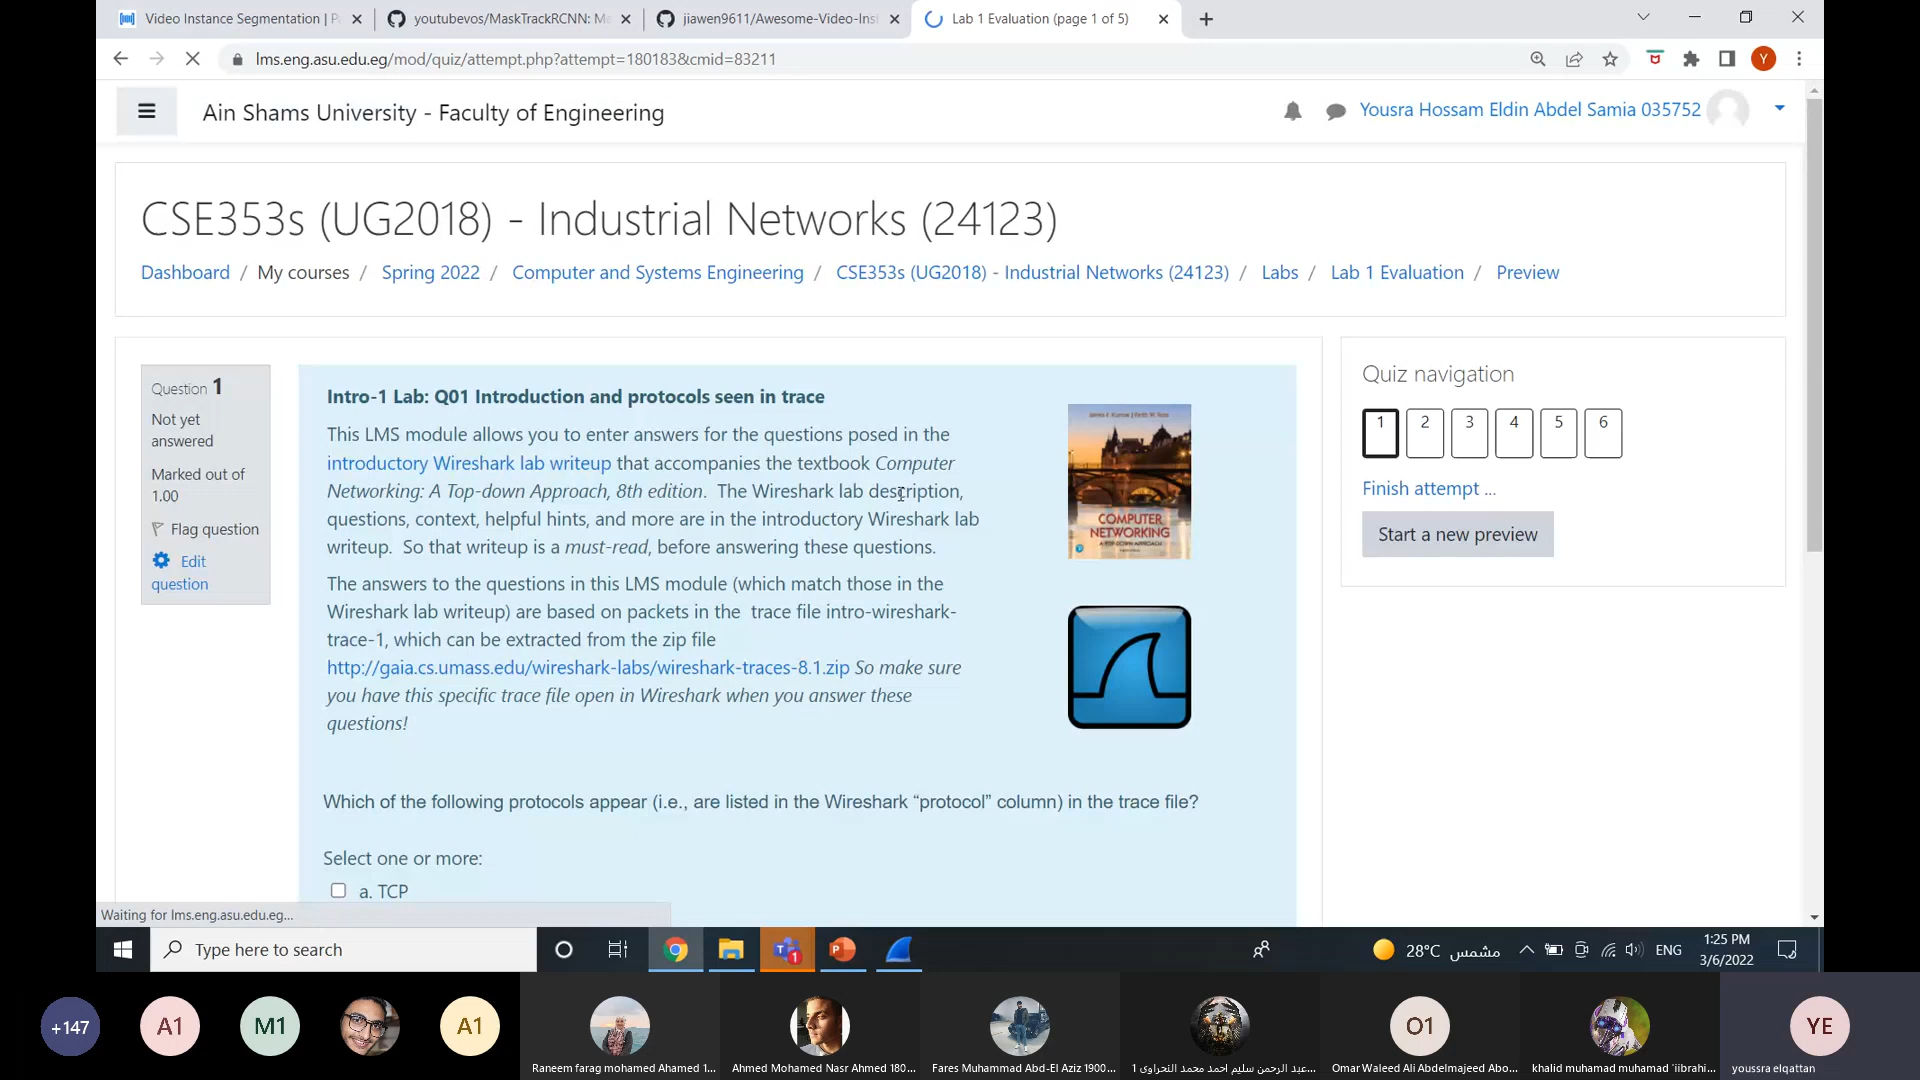 Video Instance Segmentation | P
youtubevos/MaskTrackRCNN: Me
jiawen9611/Awesome-Video-Inst
Lab 1 Evaluation (page 1 of 5)
lms.eng.asu.edu.eg/mod/quiz/attempt.php?attempt=180183&cmid=83211
Y
Ain Shams University - Faculty of Engineering
Yousra Hossam Eldin Abdel Samia 035752
CSE353s (UG2018) - Industrial Networks (24123)
Dashboard / My courses / Spring 2022 / Computer and Systems Engineering / CSE353s (UG2018) - Industrial Networks (24123) / Labs / Lab 1 Evaluation / Preview
Question 1
Not yet
answered
Marked out of
1.00
Flag question
Edit
question
Intro-1 Lab: Q01 Introduction and protocols seen in trace
This LMS module allows you to enter answers for the questions posed in the
introductory Wireshark lab writeup that accompanies the textbook Computer
Networking: A Top-down Approach, 8th edition. The Wireshark lab description,
questions, context, helpful hints, and more are in the introductory Wireshark lab
writeup. So that writeup is a must-read, before answering these questions.
The answers to the questions in this LMS module (which match those in the
Wireshark lab writeup) are based on packets in the trace file intro-wireshark-
trace-1, which can be extracted from the zip file
http://gaia.cs.umass.edu/wireshark-labs/wireshark-traces-8.1.zip So make sure
you have this specific trace file open in Wireshark when you answer these
questions!
COMPUTER
NETWORKING
A TOP-DOWN APPROACH
Which of the following protocols appear (i.e., are listed in the Wireshark “protocol” column) in the trace file?
Select one or more:
a. TCP
Quiz navigation
1 2 3 4 5 6
Finish attempt ...
Start a new preview
Waiting for lms.eng.asu.edu.eg...
Type here to search
1
28°C مشمس
ENG
1:25 PM
3/6/2022
+147
A1
M1
A1
O1
YE
Raneem farag mohamed Ahamed 1...
Ahmed Mohamed Nasr Ahmed 180...
Fares Muhammad Abd-El Aziz 1900...
عبد الرحمن سليم احمد محمد النحراوى 1...
Omar Waleed Ali Abdelmajeed Abo...
khalid muhamad muhamad 'iibrahi...
youssra elqattan